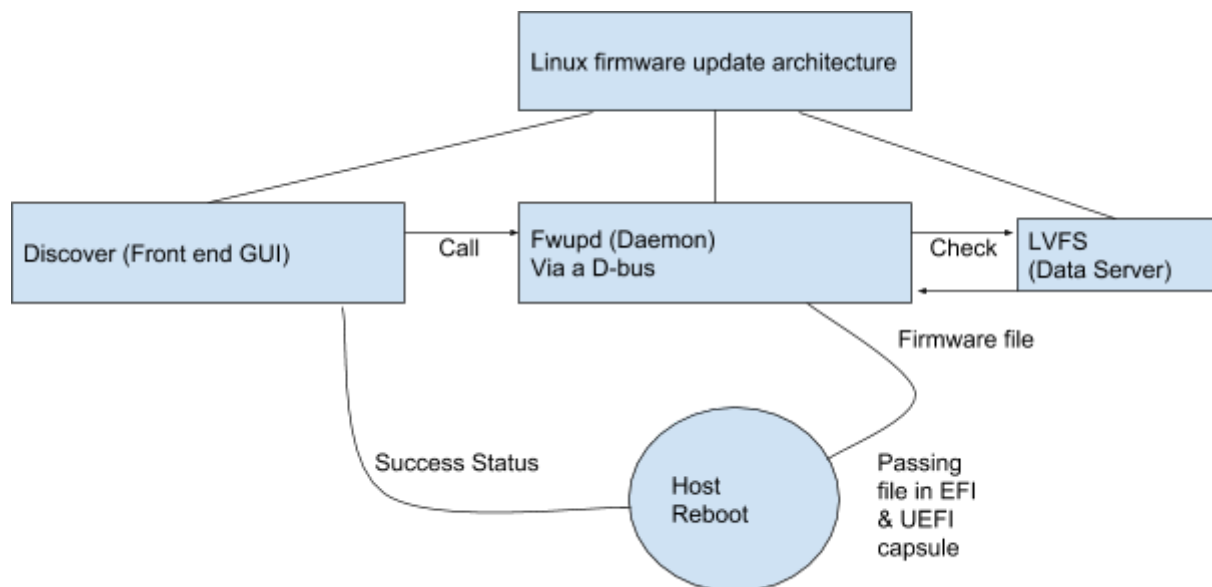 Linux firmware update architecture
Discover (Front end GUI)
Call
Fwupd (Daemon)
Via a D-bus
Check
LVFS
(Data Server)
Firmware file
Success Status
Host
Reboot
Passing
file in EFI
& UEFI
capsule